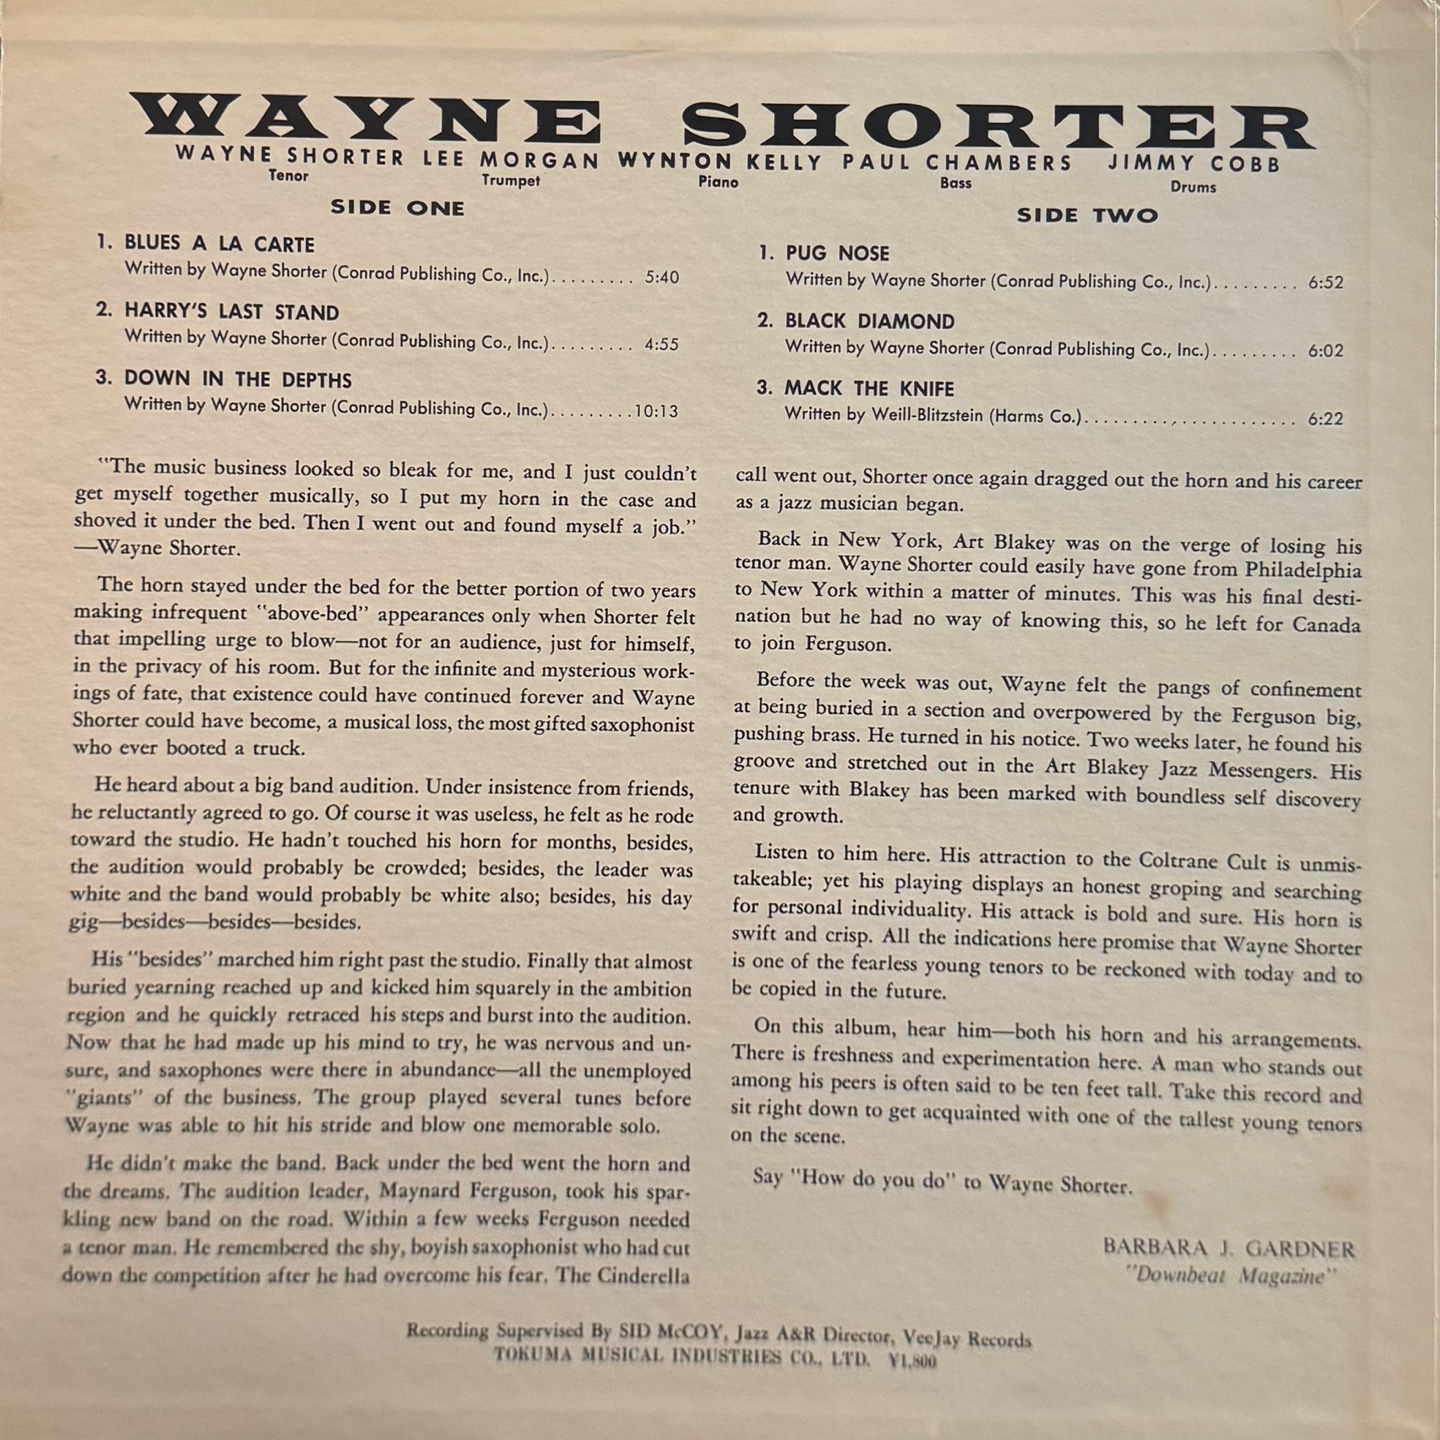 WAYNE SHORTER
WAYNE SHORTER LEE MORGAN WYNTON KELLY PAUL CHAMBERS JIMMY COBB
Tenor Trumpet Piano Bass Drums
SIDE ONE
1. BLUES A LA CARTE
Written by Wayne Shorter (Conrad Publishing Co., Inc.)......... 5:40
2. HARRY'S LAST STAND
Written by Wayne Shorter (Conrad Publishing Co., Inc.)......... 4:55
3. DOWN IN THE DEPTHS
Written by Wayne Shorter (Conrad Publishing Co., Inc.).........10:13
SIDE TWO
1. PUG NOSE
Written by Wayne Shorter (Conrad Publishing Co., Inc.)......... 6:52
2. BLACK DIAMOND
Written by Wayne Shorter (Conrad Publishing Co., Inc.)......... 6:02
3. MACK THE KNIFE
Written by Weill-Blitzstein (Harms Co.)....................... 6:22
"The music business looked so bleak for me, and I just couldn't
get myself together musically, so I put my horn in the case and
shoved it under the bed. Then I went out and found myself a job."
—Wayne Shorter.
The horn stayed under the bed for the better portion of two years
making infrequent "above-bed" appearances only when Shorter felt
that impelling urge to blow—not for an audience, just for himself,
in the privacy of his room. But for the infinite and mysterious work-
ings of fate, that existence could have continued forever and Wayne
Shorter could have become, a musical loss, the most gifted saxophonist
who ever booted a truck.
He heard about a big band audition. Under insistence from friends,
he reluctantly agreed to go. Of course it was useless, he felt as he rode
toward the studio. He hadn't touched his horn for months, besides,
the audition would probably be crowded; besides, the leader was
white and the band would probably be white also; besides, his day
gig—besides—besides—besides.
His "besides" marched him right past the studio. Finally that almost
buried yearning reached up and kicked him squarely in the ambition
region and he quickly retraced his steps and burst into the audition.
Now that he had made up his mind to try, he was nervous and un-
sure, and saxophones were there in abundance—all the unemployed
"giants" of the business. The group played several tunes before
Wayne was able to hit his stride and blow one memorable solo.
He didn't make the band. Back under the bed went the horn and
the dreams. The audition leader, Maynard Ferguson, took his spar-
kling new band on the road. Within a few weeks Ferguson needed
a tenor man. He remembered the shy, boyish saxophonist who had cut
down the competition after he had overcome his fear. The Cinderella
call went out, Shorter once again dragged out the horn and his career
as a jazz musician began.
Back in New York, Art Blakey was on the verge of losing his
tenor man. Wayne Shorter could easily have gone from Philadelphia
to New York within a matter of minutes. This was his final desti-
nation but he had no way of knowing this, so he left for Canada
to join Ferguson.
Before the week was out, Wayne felt the pangs of confinement
at being buried in a section and overpowered by the Ferguson big,
pushing brass. He turned in his notice. Two weeks later, he found his
groove and stretched out in the Art Blakey Jazz Messengers. His
tenure with Blakey has been marked with boundless self discovery
and growth.
Listen to him here. His attraction to the Coltrane Cult is unmis-
takeable; yet his playing displays an honest groping and searching
for personal individuality. His attack is bold and sure. His horn is
swift and crisp. All the indications here promise that Wayne Shorter
is one of the fearless young tenors to be reckoned with today and to
be copied in the future.
On this album, hear him—both his horn and his arrangements.
There is freshness and experimentation here. A man who stands out
among his peers is often said to be ten feet tall. Take this record and
sit right down to get acquainted with one of the tallest young tenors
on the scene.
Say "How do you do" to Wayne Shorter.
BARBARA J. GARDNER
"Downbeat Magazine"
Recording Supervised By SID McCOY, Jazz A&R Director, VeeJay Records
TOKUMA MUSICAL INDUSTRIES CO., LTD. ¥1,800